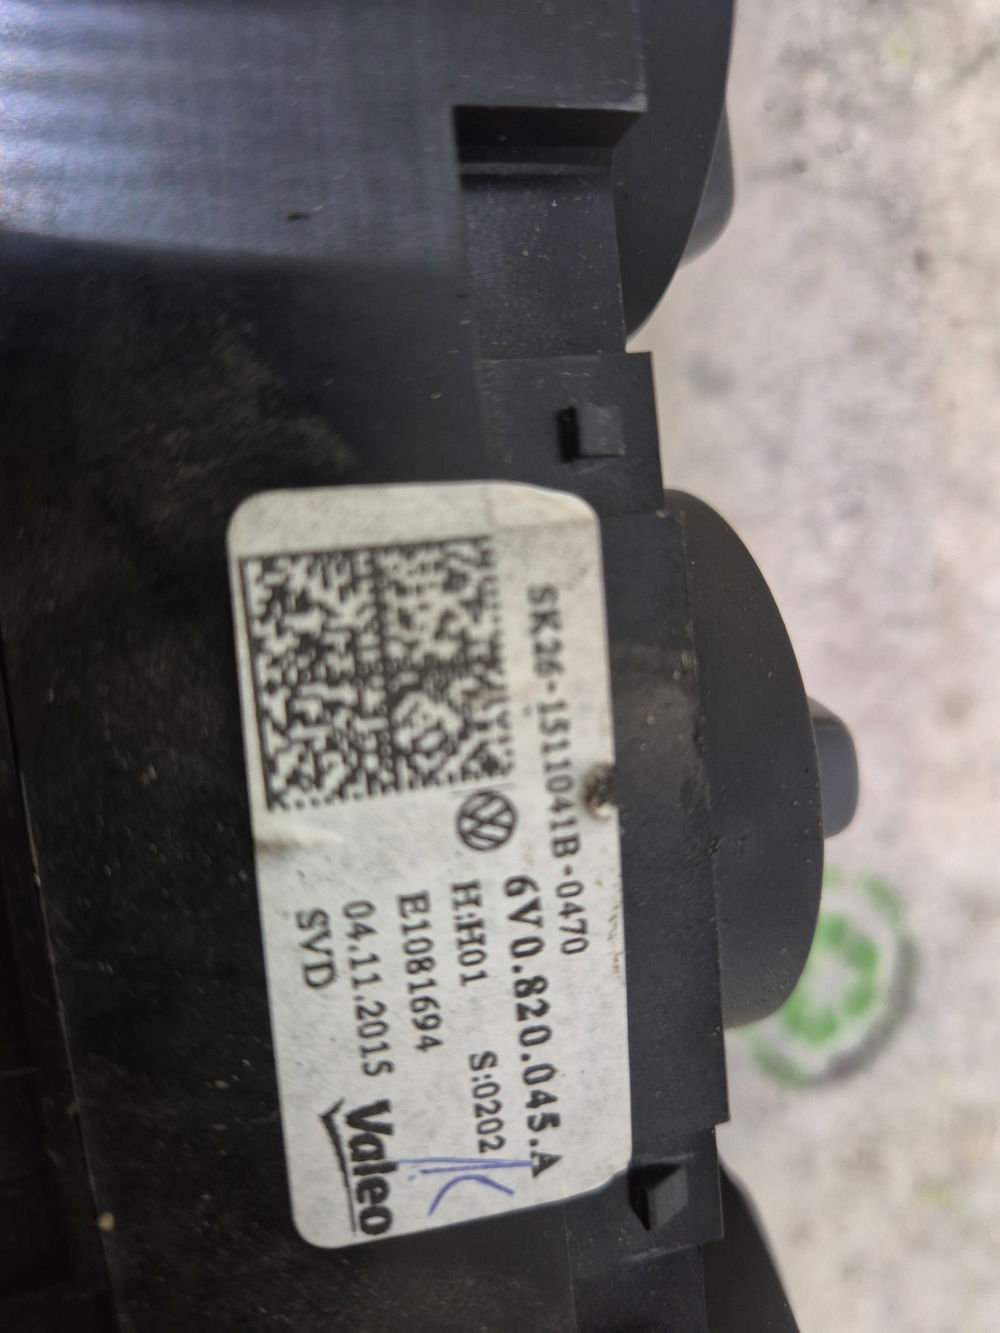 SK26-1511041B-0470
6V0.820.045.A
H:H01 S:0202
E1081694
04.11.2015
SVD
Valeo